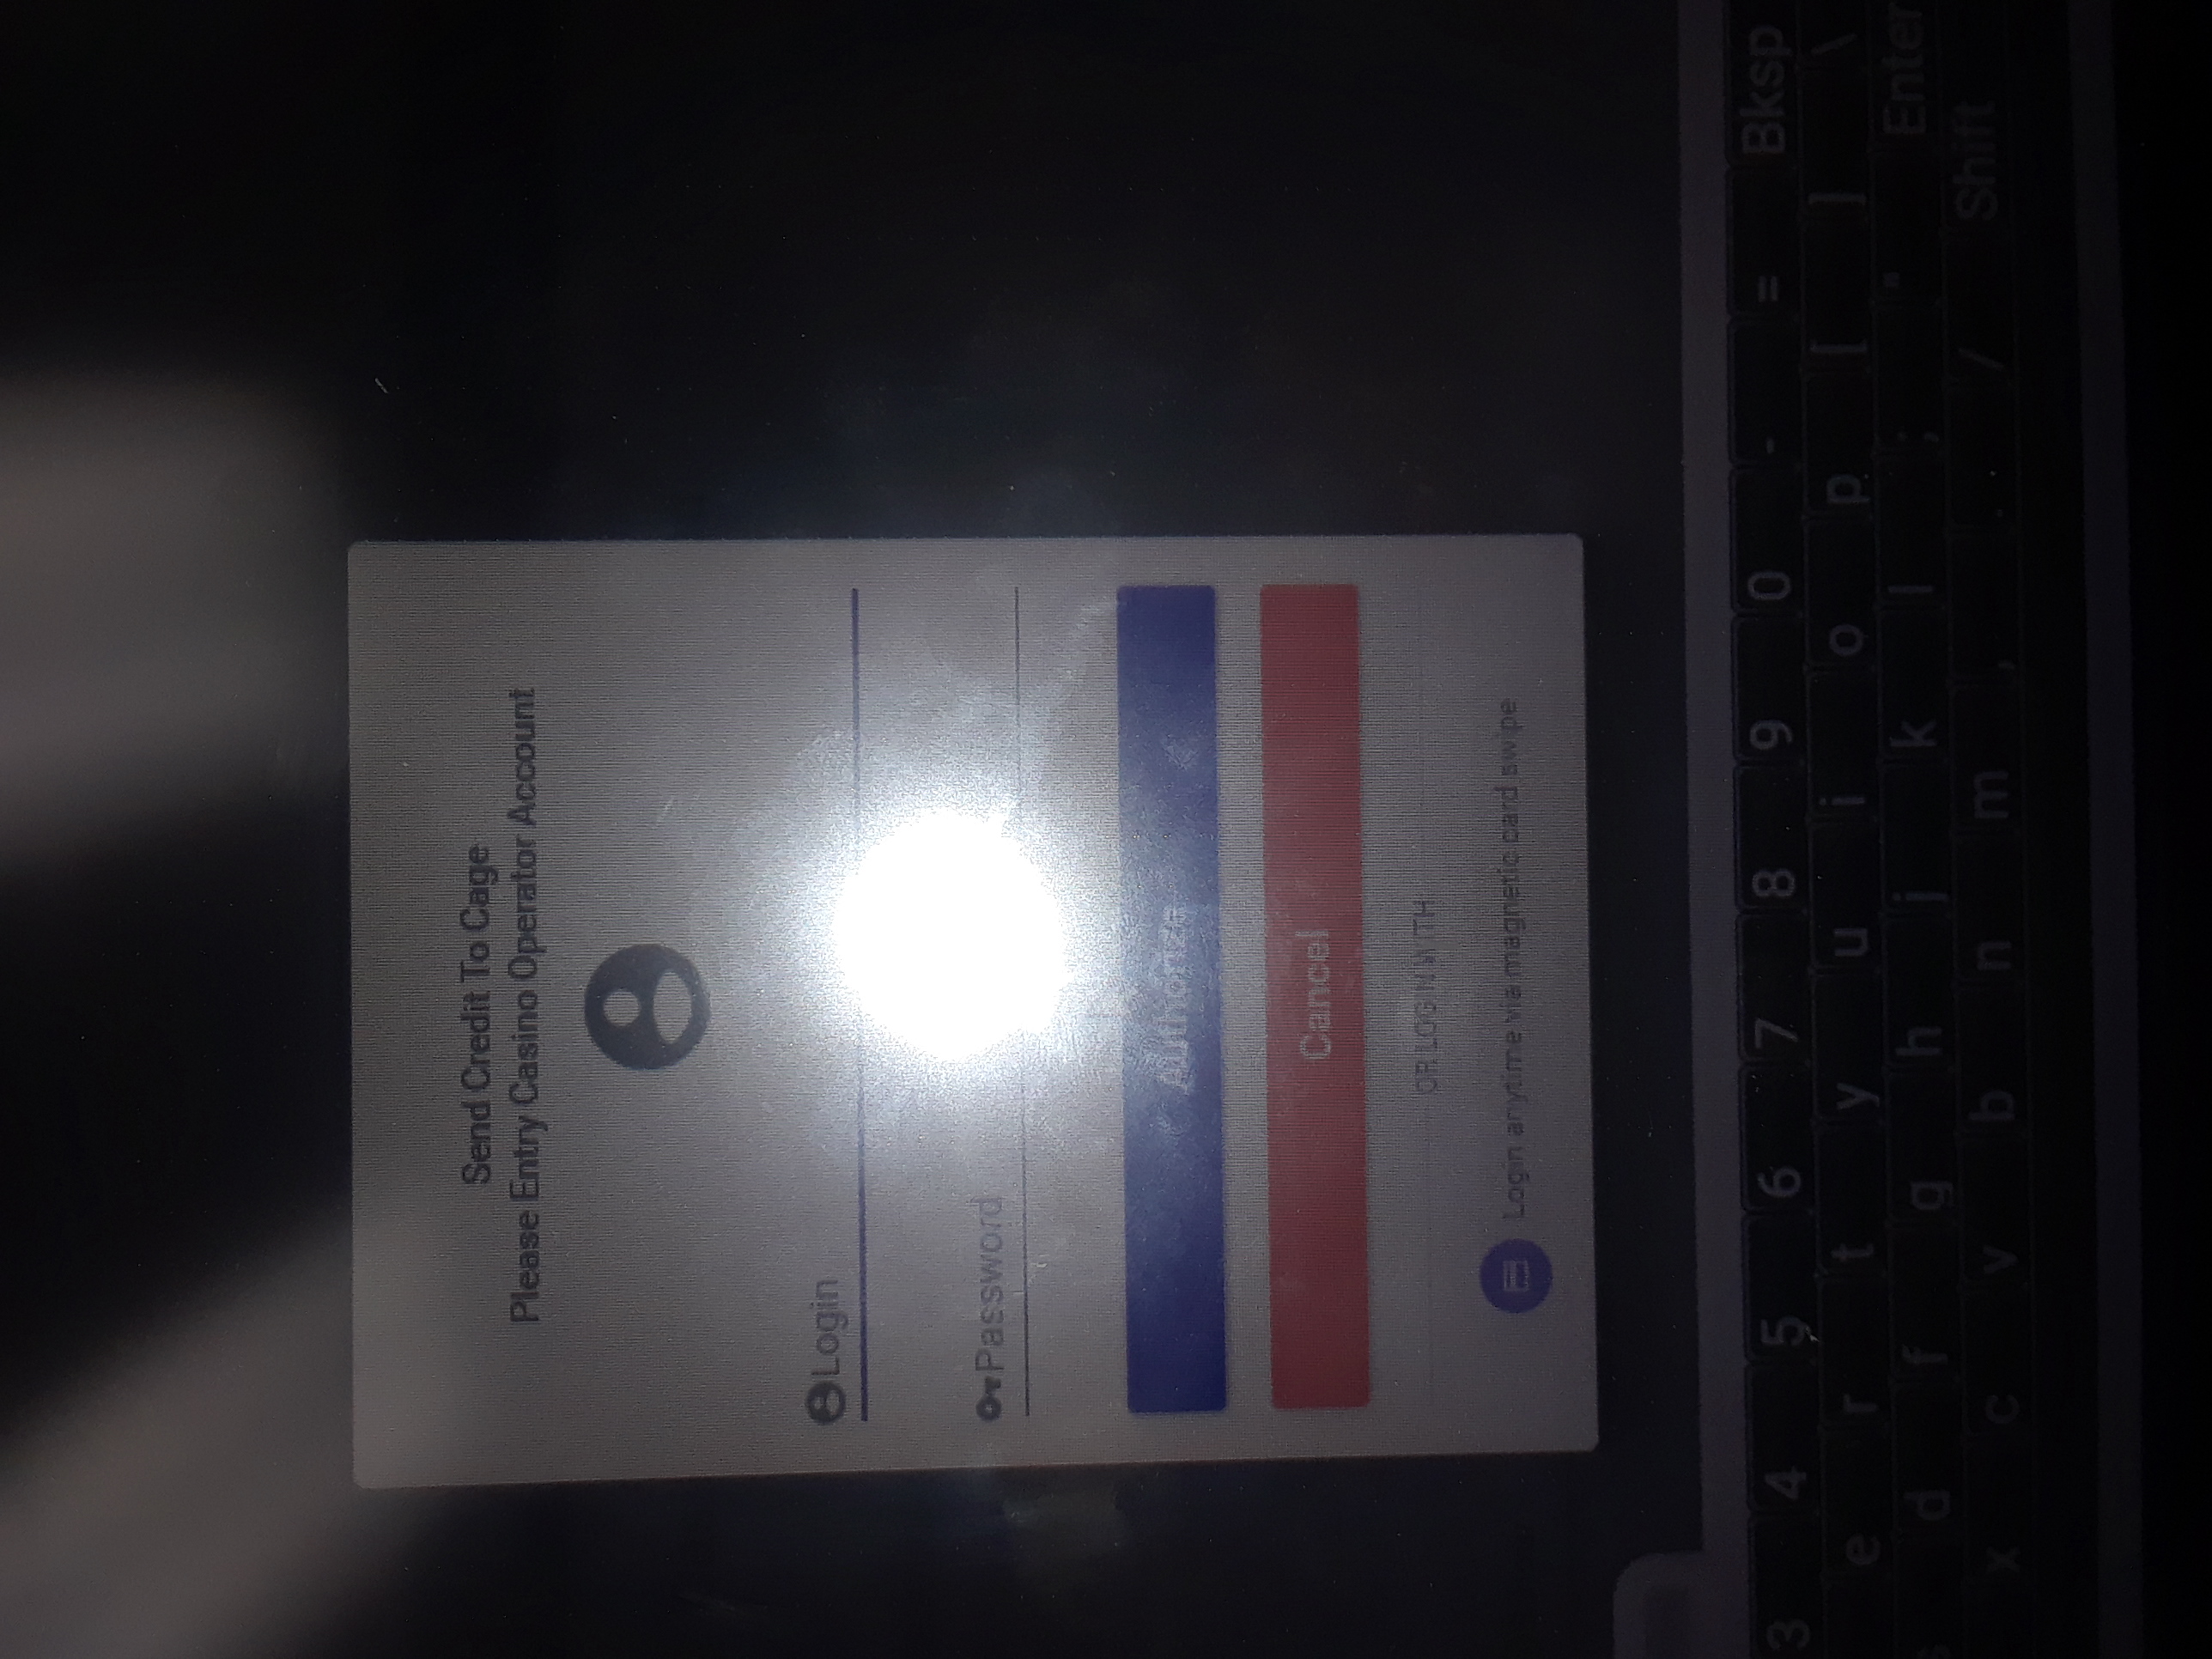 Send Credit To Cage
Please Entry Casino Operator Account
Login
Password
Authorize
Cancel
OR LOGIN WITH
Login anytime via magnetic card swipe
3 4 5 6 7 8 9 0 - = Bksp
e r t y u i o p [ ] \
s d f g h j k l ; " Enter
x c v b n m , . / Shift